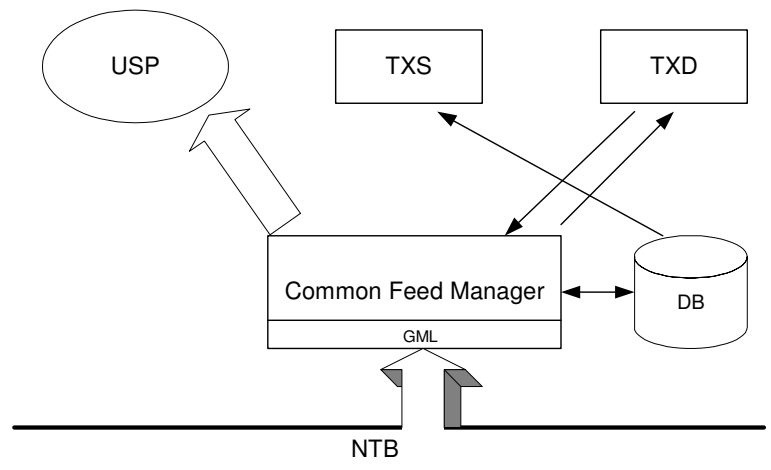 USP
TXS
TXD
Common Feed Manager
DB
GML
NTB